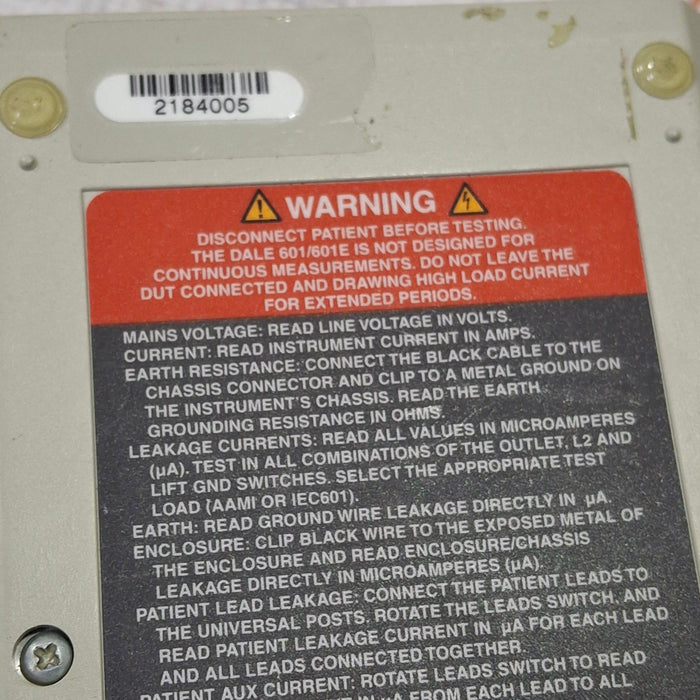 2184005
WARNING
DISCONNECT PATIENT BEFORE TESTING.
THE DALE 601/601E IS NOT DESIGNED FOR
CONTINUOUS MEASUREMENTS. DO NOT LEAVE THE
DUT CONNECTED AND DRAWING HIGH LOAD CURRENT
FOR EXTENDED PERIODS.
MAINS VOLTAGE: READ LINE VOLTAGE IN VOLTS.
CURRENT: READ INSTRUMENT CURRENT IN AMPS.
EARTH RESISTANCE: CONNECT THE BLACK CABLE TO THE
CHASSIS CONNECTOR AND CLIP TO A METAL GROUND ON
THE INSTRUMENT'S CHASSIS. READ THE EARTH
GROUNDING RESISTANCE IN OHMS.
LEAKAGE CURRENTS: READ ALL VALUES IN MICROAMPERES
(µA). TEST IN ALL COMBINATIONS OF THE OUTLET, L2 AND
LIFT GND SWITCHES. SELECT THE APPROPRIATE TEST
LOAD (AAMI OR IEC601).
EARTH: READ GROUND WIRE LEAKAGE DIRECTLY IN µA.
ENCLOSURE: CLIP BLACK WIRE TO THE EXPOSED METAL OF
THE ENCLOSURE AND READ ENCLOSURE/CHASSIS
LEAKAGE DIRECTLY IN MICROAMPERES (µA).
PATIENT LEAD LEAKAGE: CONNECT THE PATIENT LEADS TO
THE UNIVERSAL POSTS. ROTATE THE LEADS SWITCH, AND
READ PATIENT LEAKAGE CURRENT IN µA FOR EACH LEAD
AND ALL LEADS CONNECTED TOGETHER.
PATIENT AUX CURRENT: ROTATE LEADS SWITCH TO READ
IN µA FROM EACH LEAD TO ALL